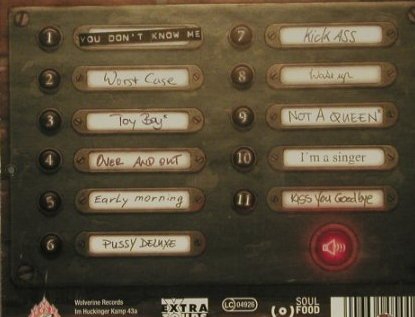 1 YOU DON'T KNOW ME
2 Worst Case
3 Toy Boy*
4 OVER AND OUT
5 Early morning
6 PUSSY DELUXE
7 Kick ASS
8 Wake up
9 NOT A QUEEN*
10 I'm a singer
11 KISS YOU Goodbye
Wolverine Records
Im Huckinger Kamp 43a
EXTRA
LC 04926
SOUL
FOOD